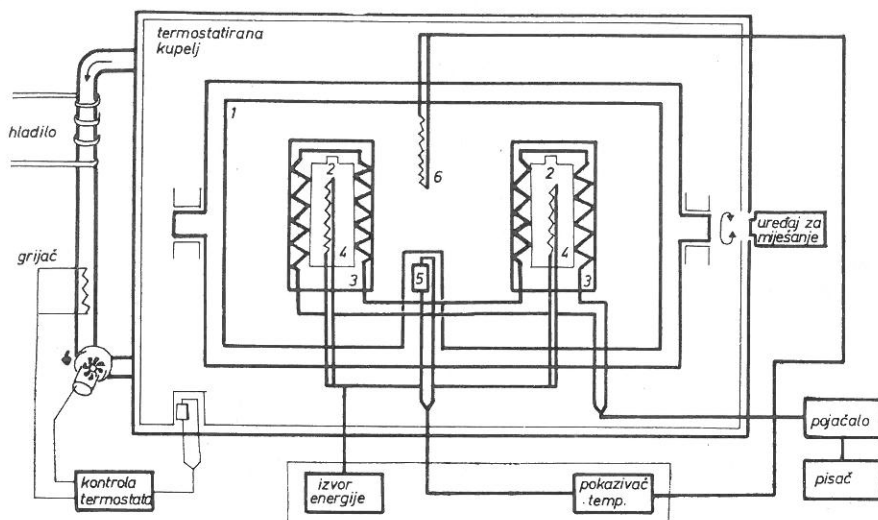 termostatirana
kupelj
hladilo
grijač
1
2
2
6
4
4
3
3
5
uređaj za
miješanje
kontrola
termostata
izvor
energije
pokazivač
temp.
pojačalo
pisač